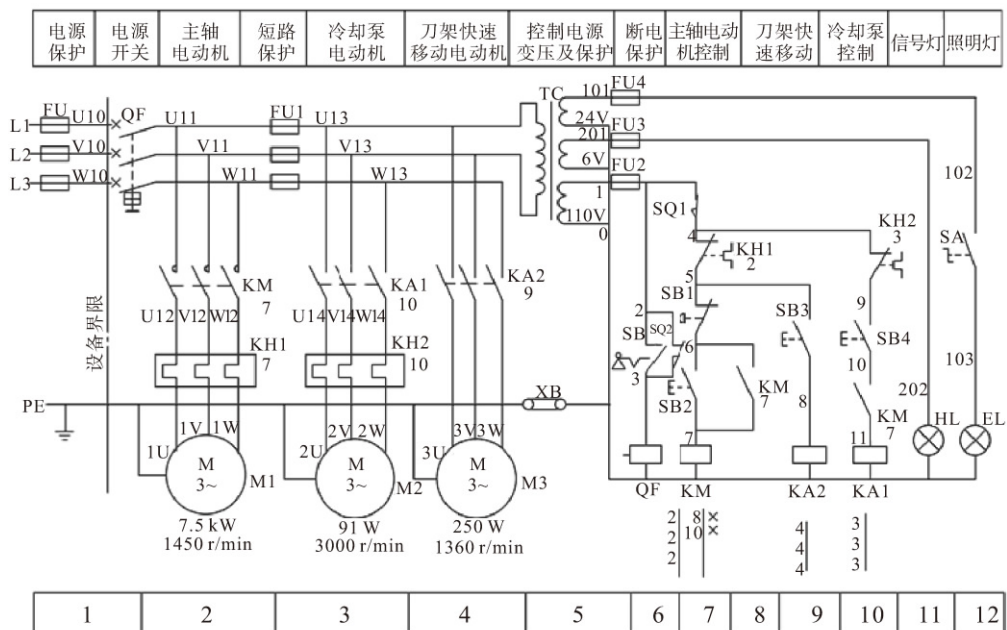 电源 电源 主轴 短路 冷却泵 刀架快速 控制电源 断电 主轴电动 刀架快 冷却泵 信号灯 照明灯
保护 开关 电动机 保护 电动机 移动电动机 变压及保护 保护 机控制 速移动 控制
FU U10 QF U11 FU1 U13 TC 101 FU4
L1
24V
201 FU3
L2 V10 V11 V13
6V FU2
L3 W10 W11 W13 1
102
SQ1
110V
0
4 KH1 KH2 SA
2 3
KM KA1 KA2 5
7 10 9
SB1 SB3 9
U12 V12 W12 U14 V14 W14
2
SB SQ2 6 SB4
设备界限
KH1 KH2 3 10 103
7 10
SB2 KM 8 202
7
PE XB
KM HL EL
7
1V 1W 2V 2W 3V 3W
1U 2U 3U 7 11
M M M
3~ M1 3~ M2 3~ M3
QF KM KA2 KA1
7.5 kW 91 W 250 W
1450 r/min 3000 r/min 1360 r/min
2 8 × 4 3
2 10 × 4 3
2 4 3
1 2 3 4 5 6 7 8 9 10 11 12